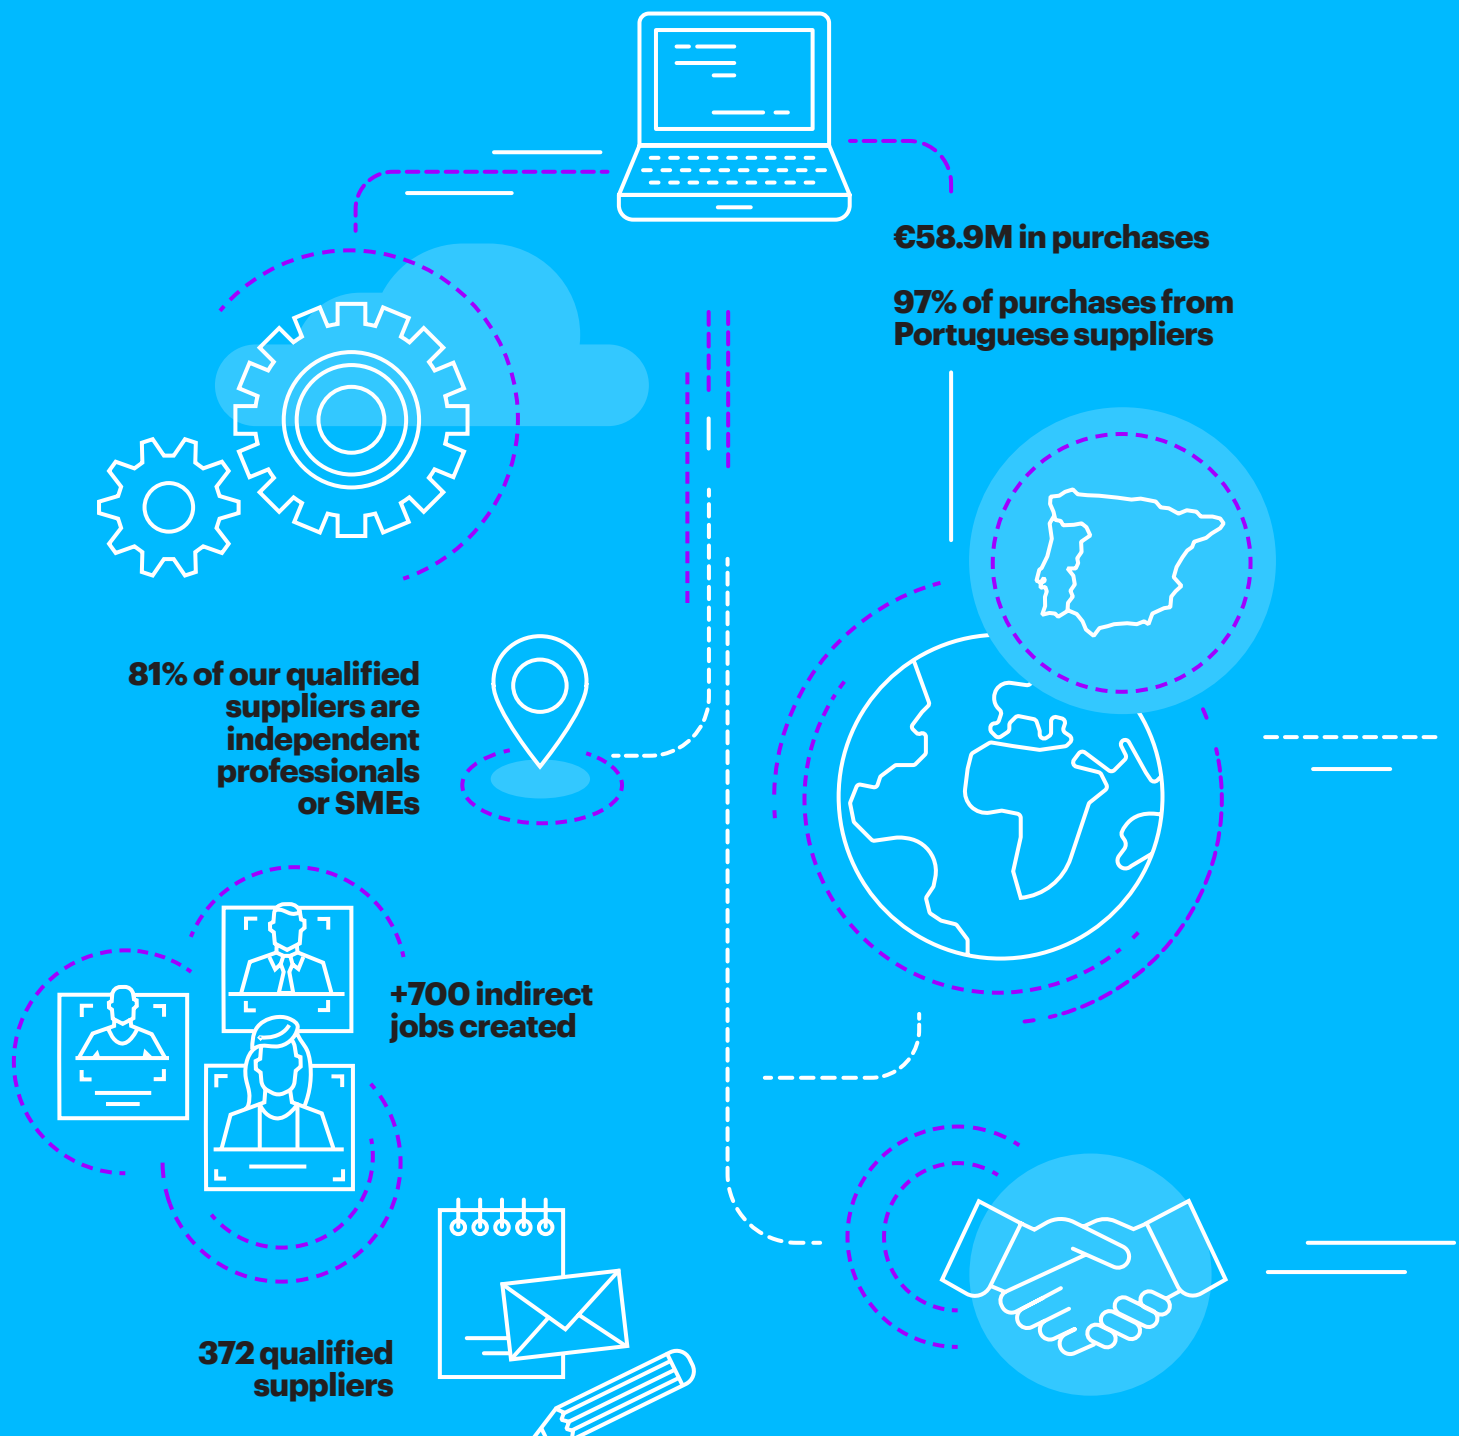 €58.9M in purchases
97% of purchases from
Portuguese suppliers
81% of our qualified
suppliers are
independent
professionals
or SMEs
+700 indirect
jobs created
372 qualified
suppliers